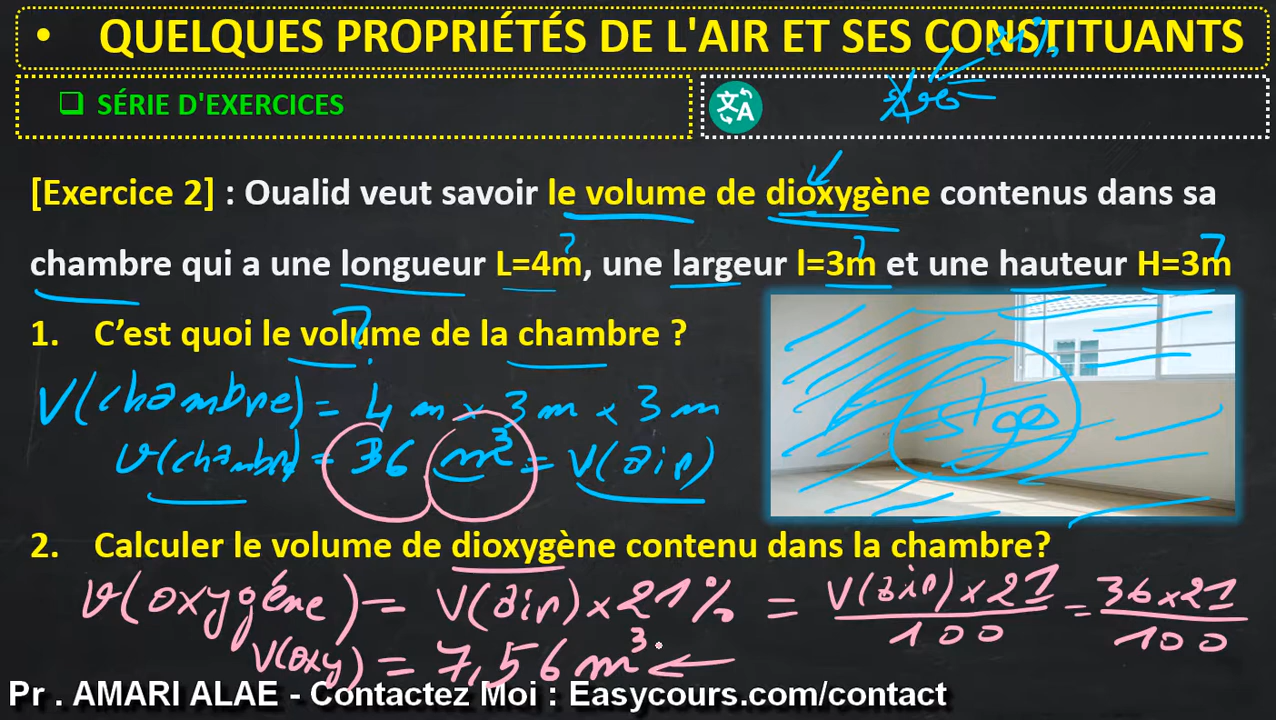 • QUELQUES PROPRIÉTÉS DE L'AIR ET SES CONSTITUANTS
❑ SÉRIE D'EXERCICES
[Exercice 2] : Oualid veut savoir le volume de dioxygène contenus dans sa
chambre qui a une longueur L=4m, une largeur l=3m et une hauteur H=3m
1. C'est quoi le volume de la chambre ?
V(chambre) = 4 m × 3 m × 3 m
V(chambre) = 36 m³ = V(air)
2. Calculer le volume de dioxygène contenu dans la chambre?
V(oxygéne) = V(air) × 21% = V(air) × 21 / 100 = 36 × 21 / 100
V(oxy) = 7,56 m³
Pr . AMARI ALAE - Contactez Moi : Easycours.com/contact